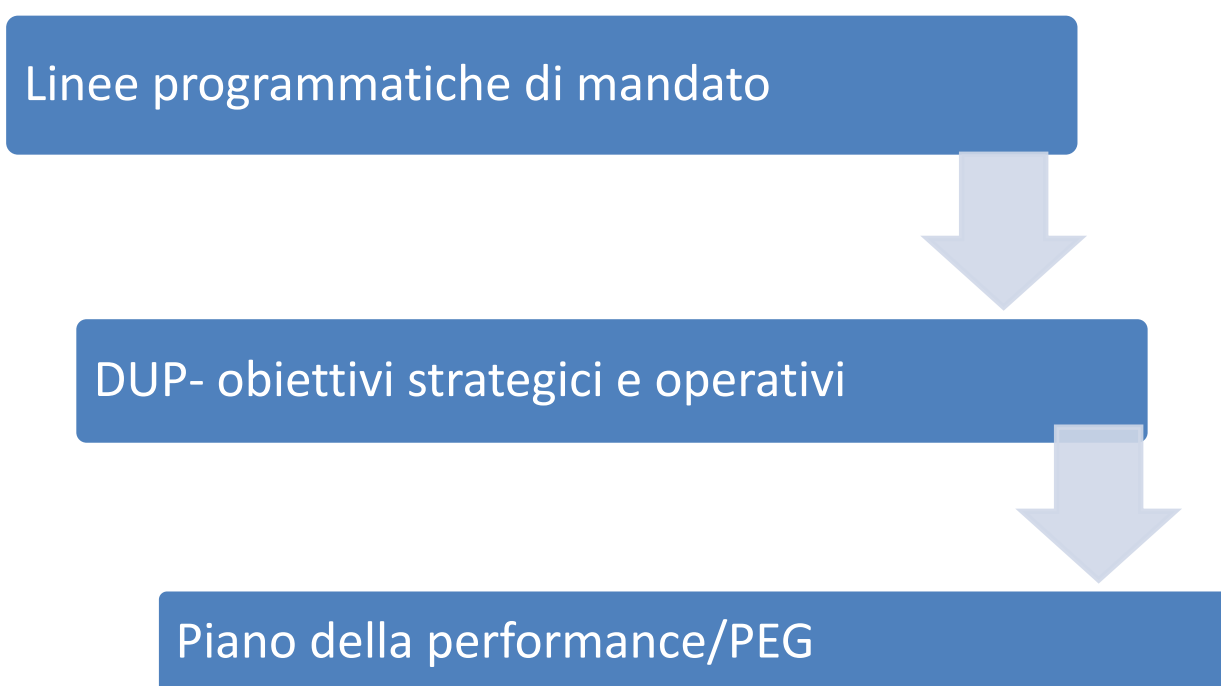 Linee programmatiche di mandato
DUP- obiettivi strategici e operativi
Piano della performance/PEG